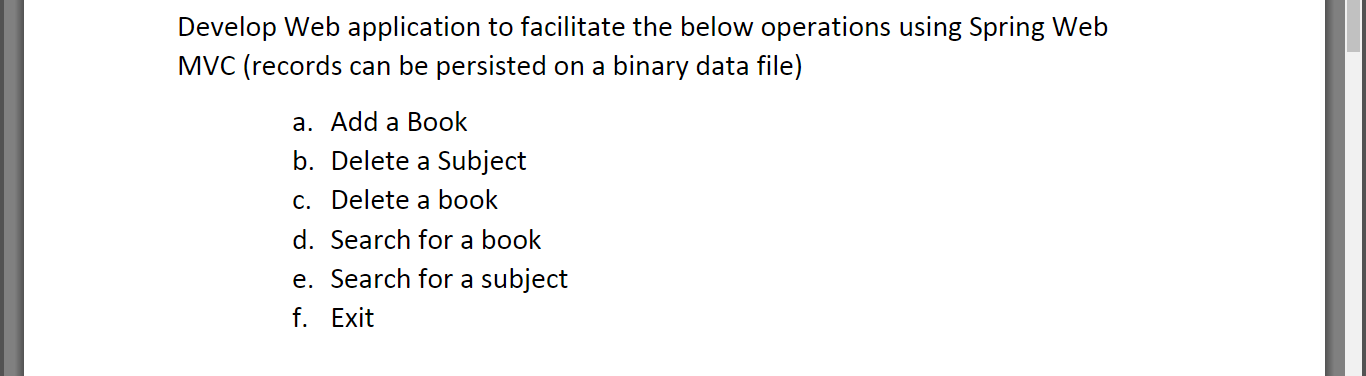 Develop Web application to facilitate the below operations using Spring Web
MVC (records can be persisted on a binary data file)
a. Add a Book
b. Delete a Subject
c. Delete a book
d. Search for a book
e. Search for a subject
f. Exit